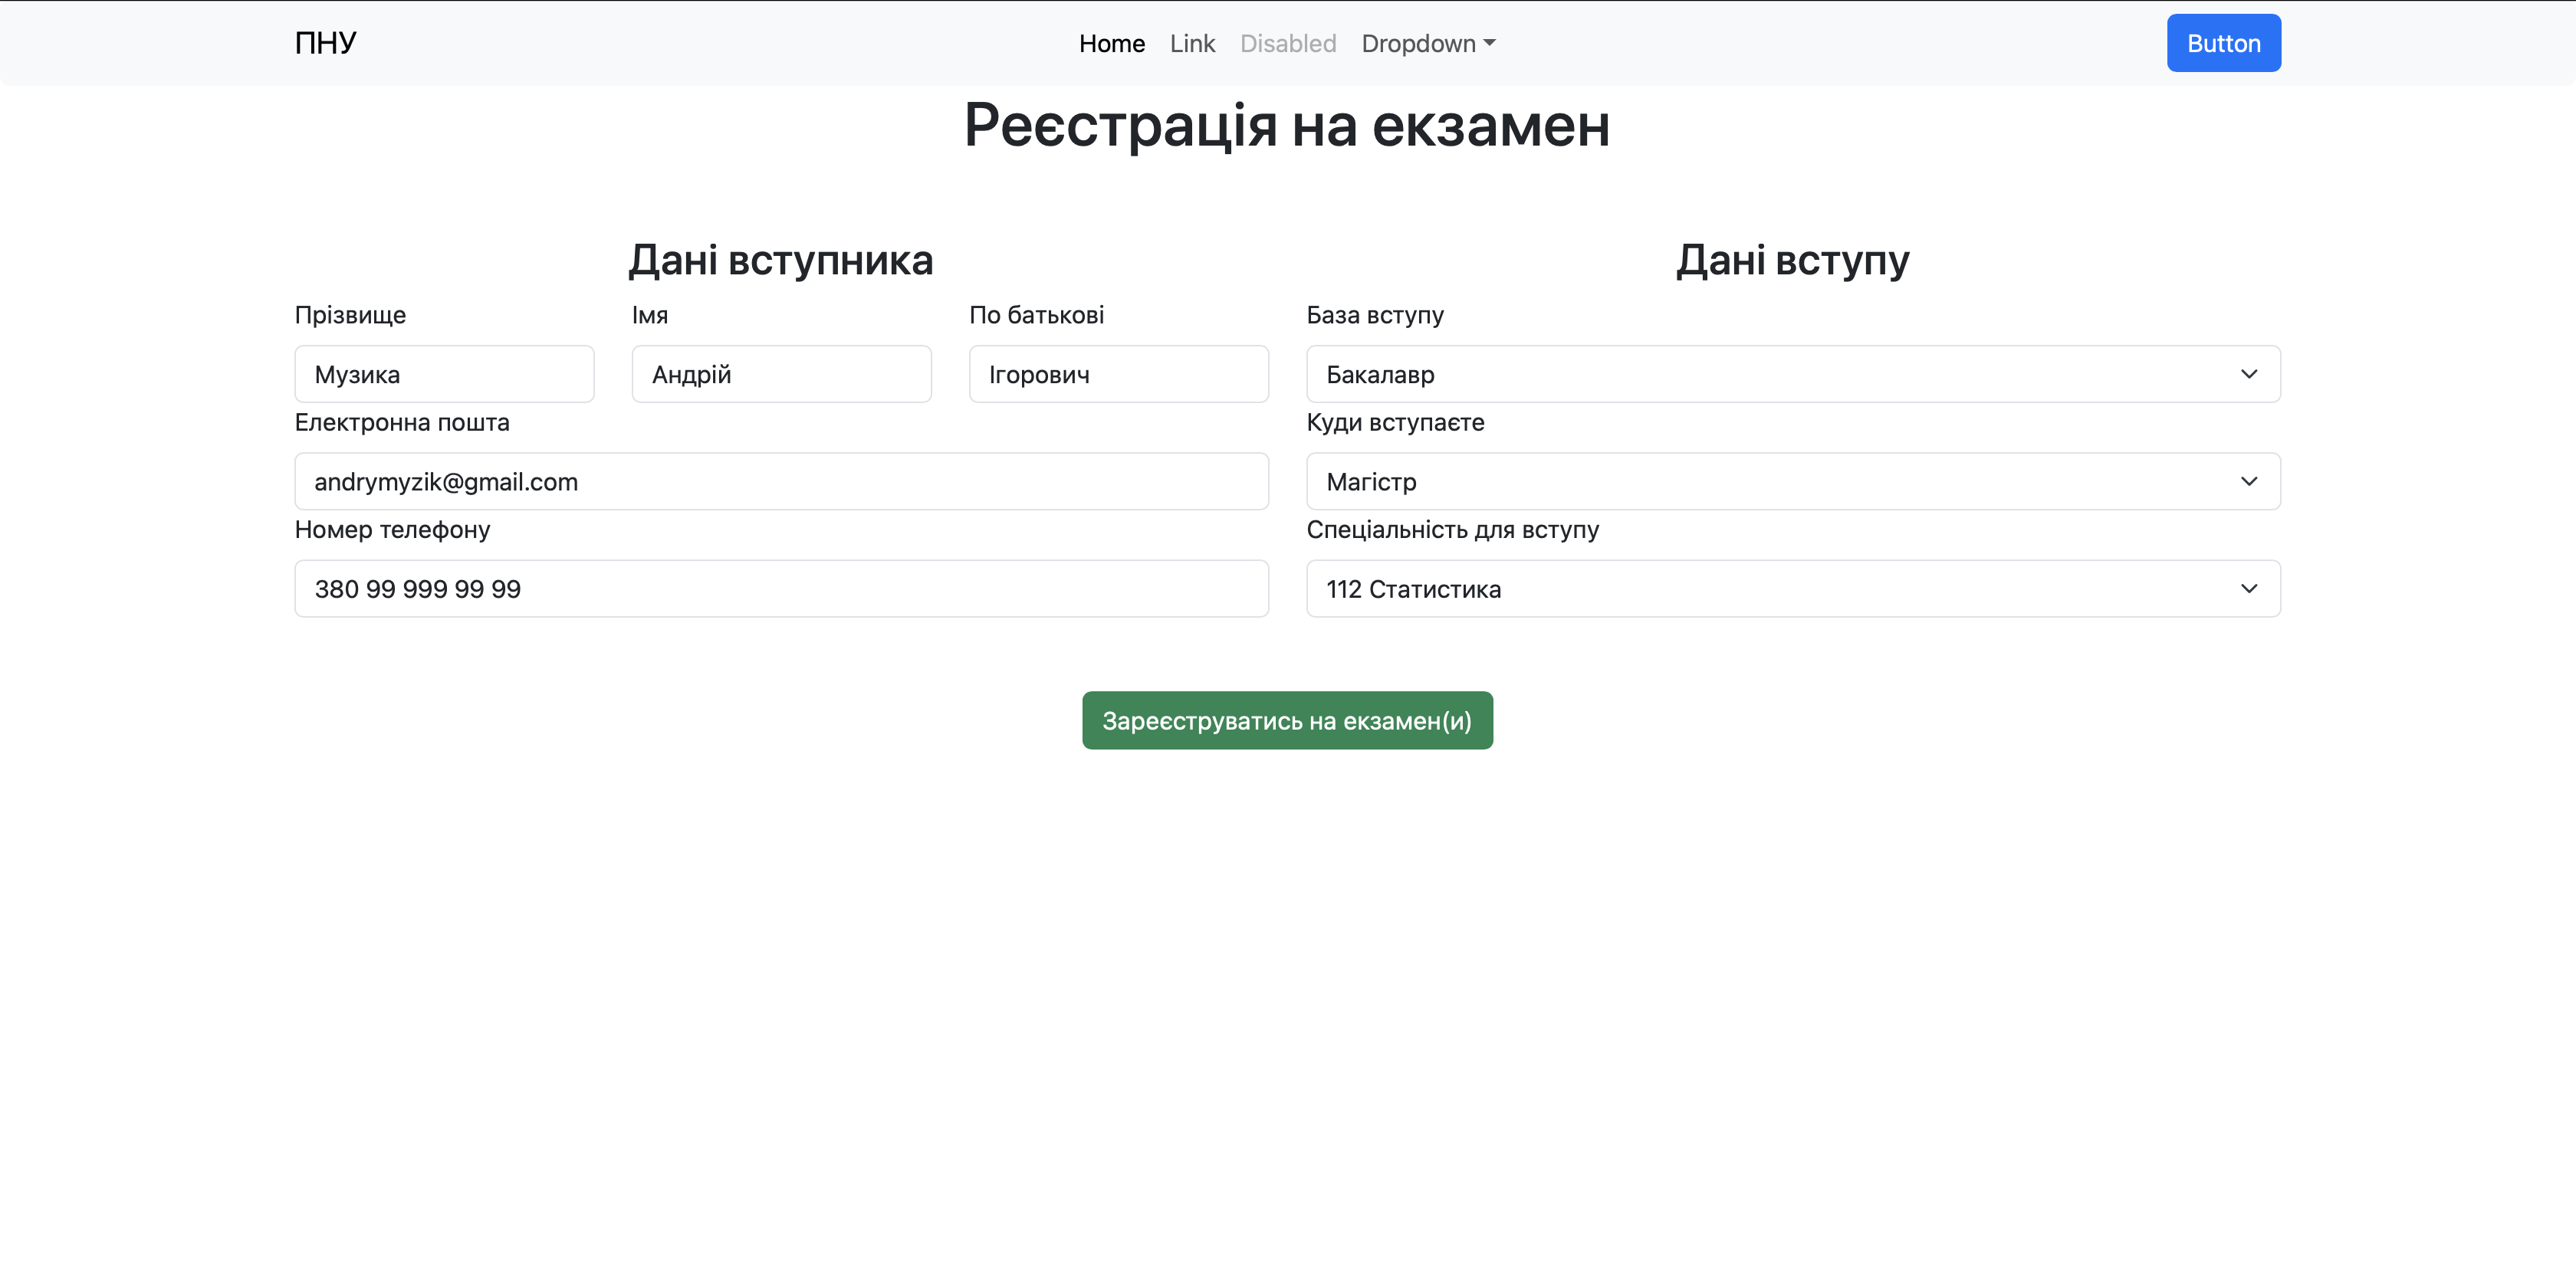 ПНУ
Home Link Disabled Dropdown
Button
Реєстрація на екзамен
Дані вступника
Прізвище Імя По батькові
Музика Андрій Ігорович
Електронна пошта
andrymyzik@gmail.com
Номер телефону
380 99 999 99 99
Дані вступу
База вступу
Бакалавр
Куди вступаєте
Магістр
Спеціальність для вступу
112 Статистика
Зареєструватись на екзамен(и)